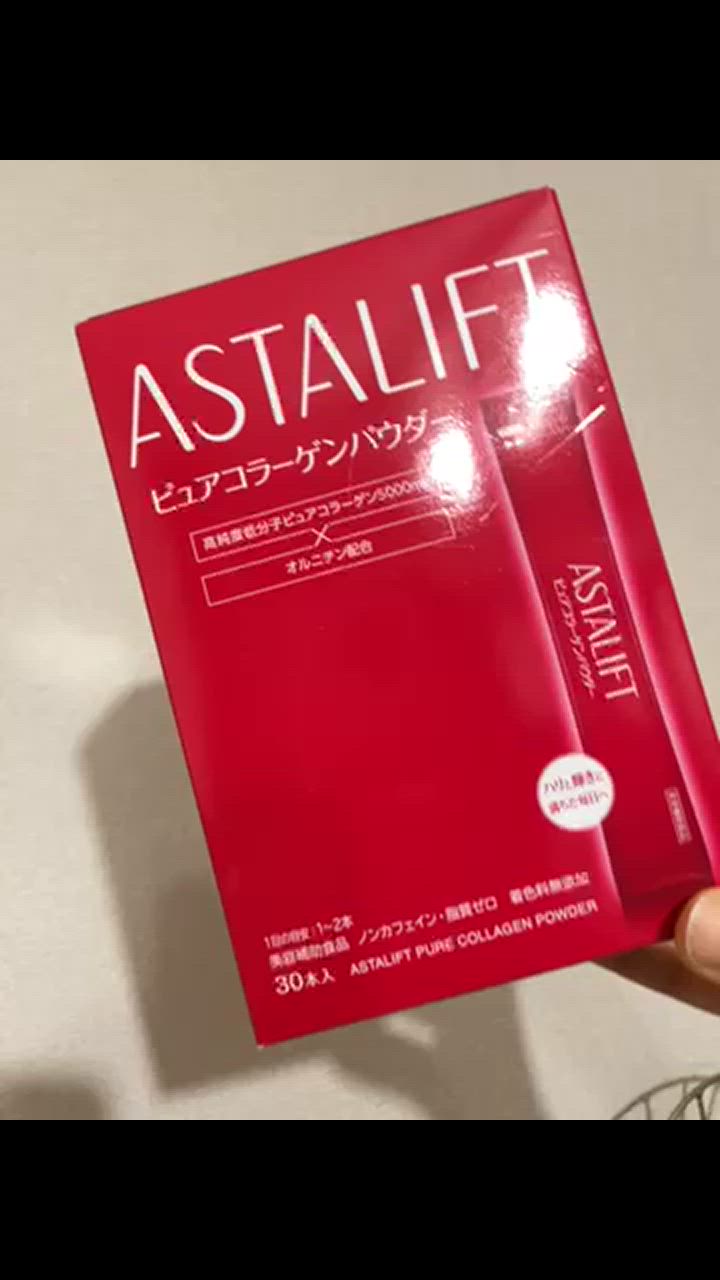 ASTALIFT
ピュアコラーゲンパウダー
高純度低分子ピュアコラーゲン5000m
×
オルニチン配合
ASTALIFT
ピュアコラーゲンパウダー
ハリと輝きに
満ちた毎日へ
1日の目安:1〜2本
美容補助食品 ノンカフェイン・脂質ゼロ 着色料無添加
30本入 ASTALIFT PURE COLLAGEN POWDER